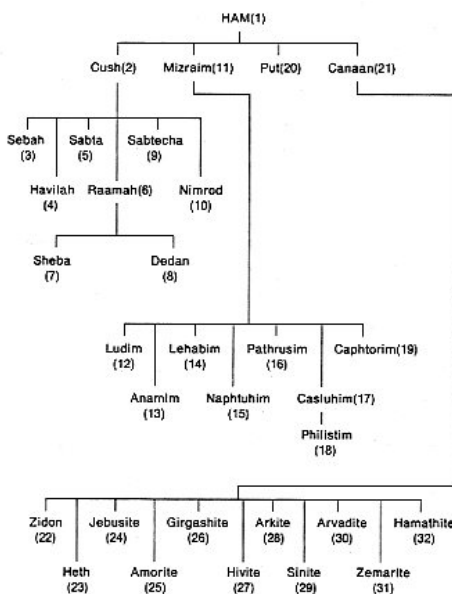 HAM(1)
Cush(2) Mizraim(11) Put(20) Canaan(21)
Sebah Sabta Sabtecha
(3) (5) (9)
Havilah Raamah(6) Nimrod
(4) (10)
Sheba Dedan
(7) (8)
Ludim Lehabim Pathrusim Caphtorim(19)
(12) (14) (16)
Anamim Naphtuhim Casluhim(17)
(13) (15)
Philistim
(18)
Zidon Jebusite Girgashite Arkite Arvadite Hamathite
(22) (24) (26) (28) (30) (32)
Heth Amorite Hivite Sinite Zemarite
(23) (25) (27) (29) (31)